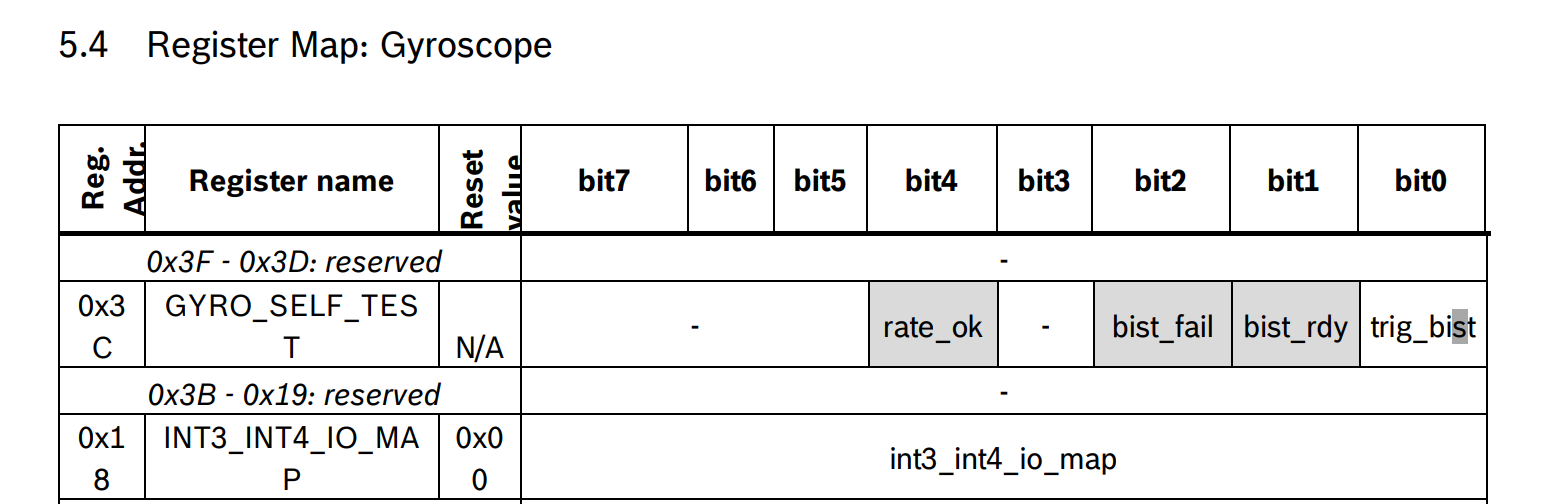 5.4 Register Map: Gyroscope
Reg. Addr. Register name Reset value bit7 bit6 bit5 bit4 bit3 bit2 bit1 bit0
0x3F - 0x3D: reserved -
0x3C GYRO_SELF_TEST N/A - rate_ok - bist_fail bist_rdy trig_bist
0x3B - 0x19: reserved -
0x18 INT3_INT4_IO_MAP 0x00 int3_int4_io_map